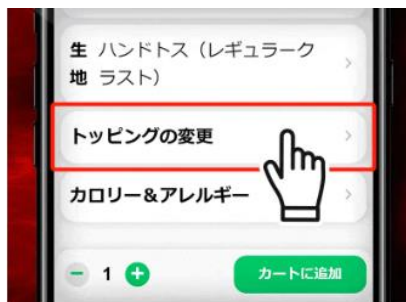 生 ハンドトス（レギュラーク
地 ラスト）
トッピングの変更
カロリー&アレルギー
1
カートに追加